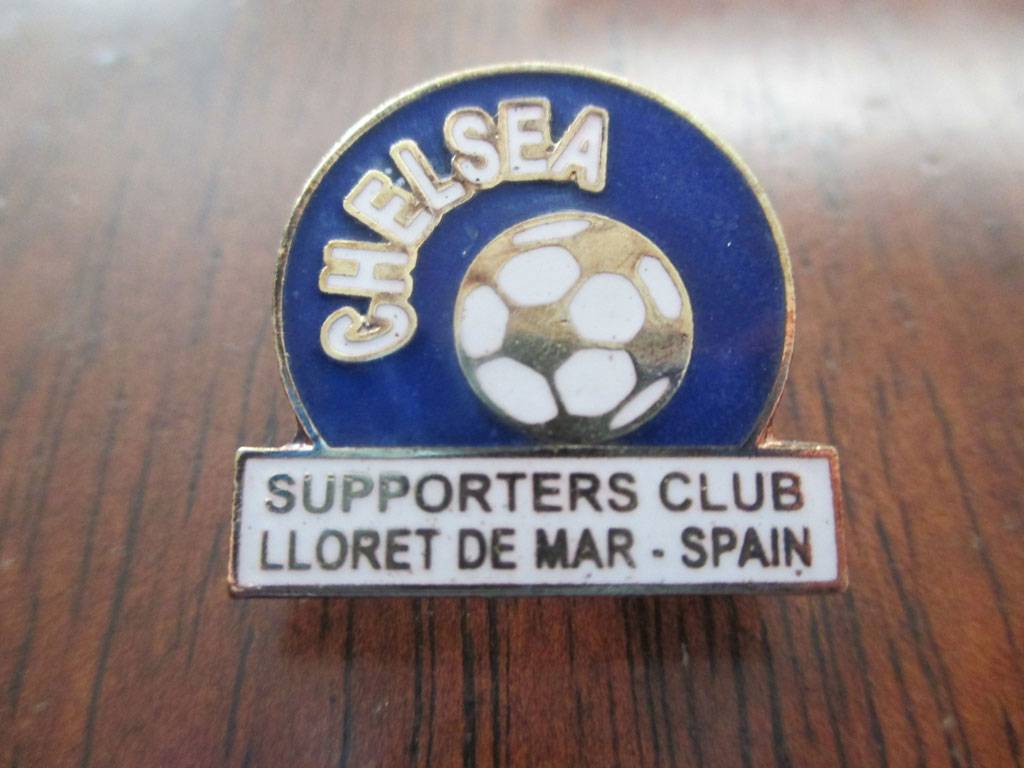 CHELSEA
SUPPORTERS CLUB
LLORET DE MAR - SPAIN